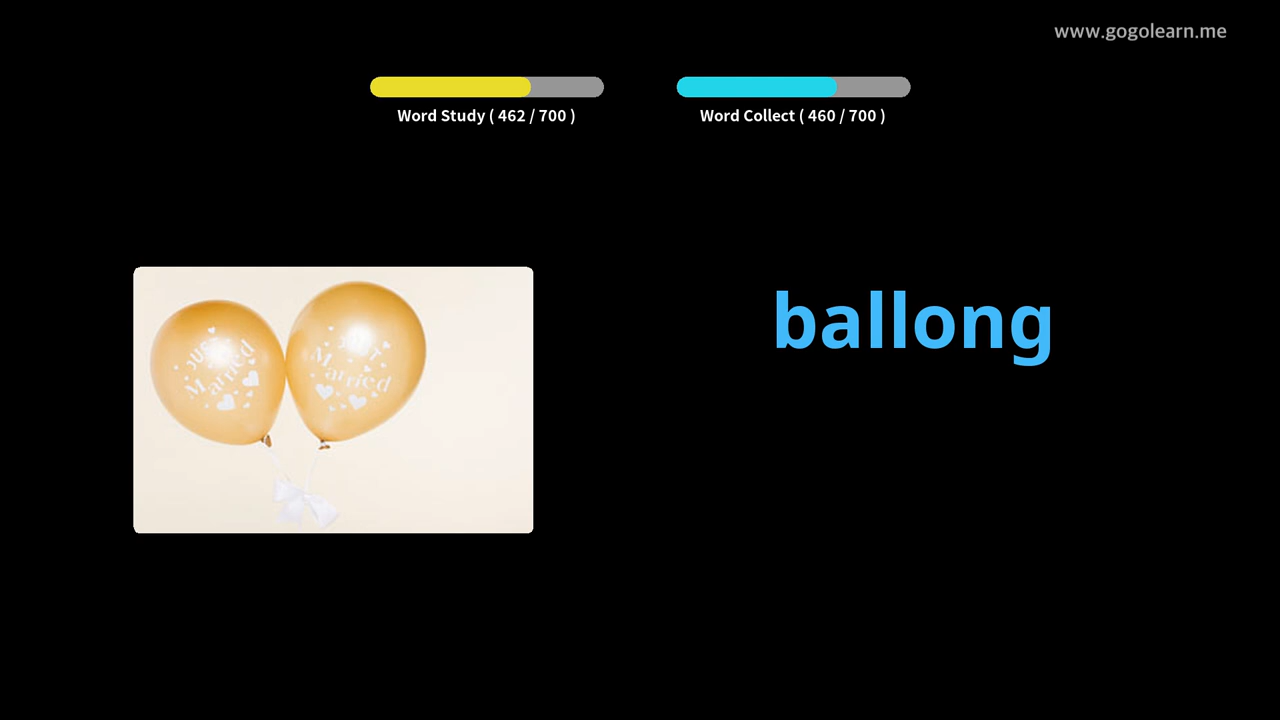 www.gogolearn.me
Word Study ( 462 / 700 )
Word Collect ( 460 / 700 )
ballong
JUST
Married
JUST
Married